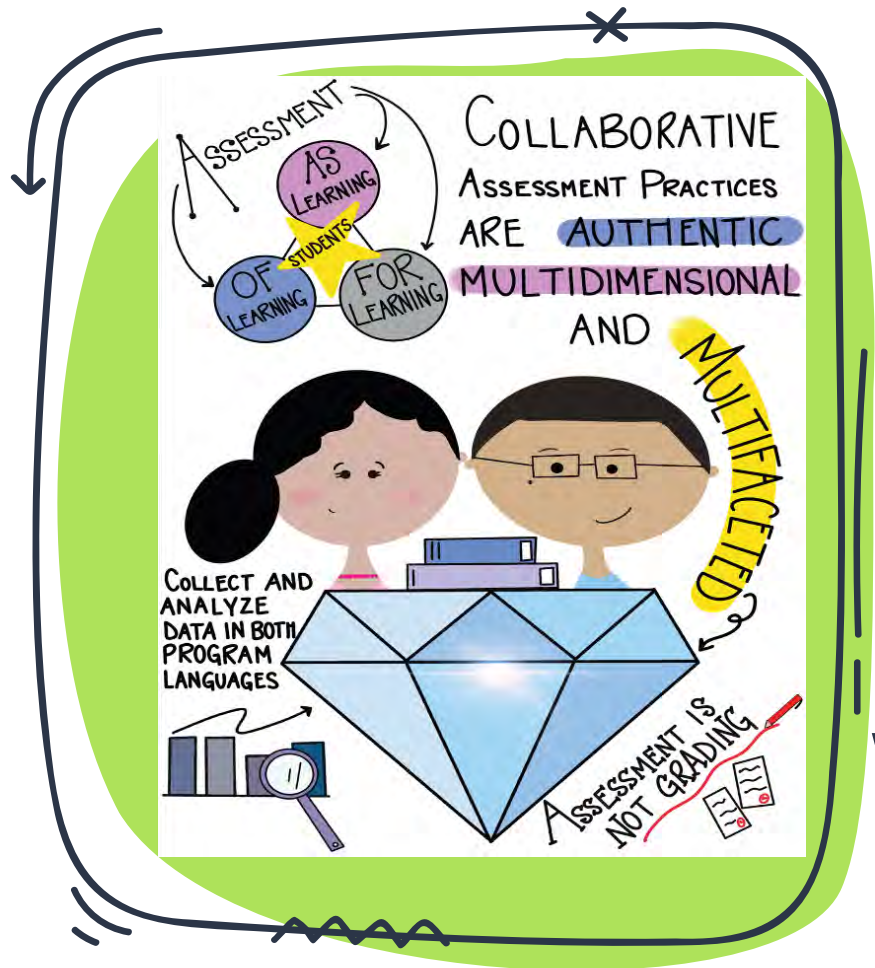 ASSESSMENT
AS
LEARNING
STUDENTS
OF
LEARNING
FOR
LEARNING
COLLABORATIVE
ASSESSMENT PRACTICES
ARE AUTHENTIC
MULTIDIMENSIONAL
AND
MULTIFACETED
COLLECT AND
ANALYZE
DATA IN BOTH
PROGRAM
LANGUAGES
ASSESSMENT IS
NOT GRADING